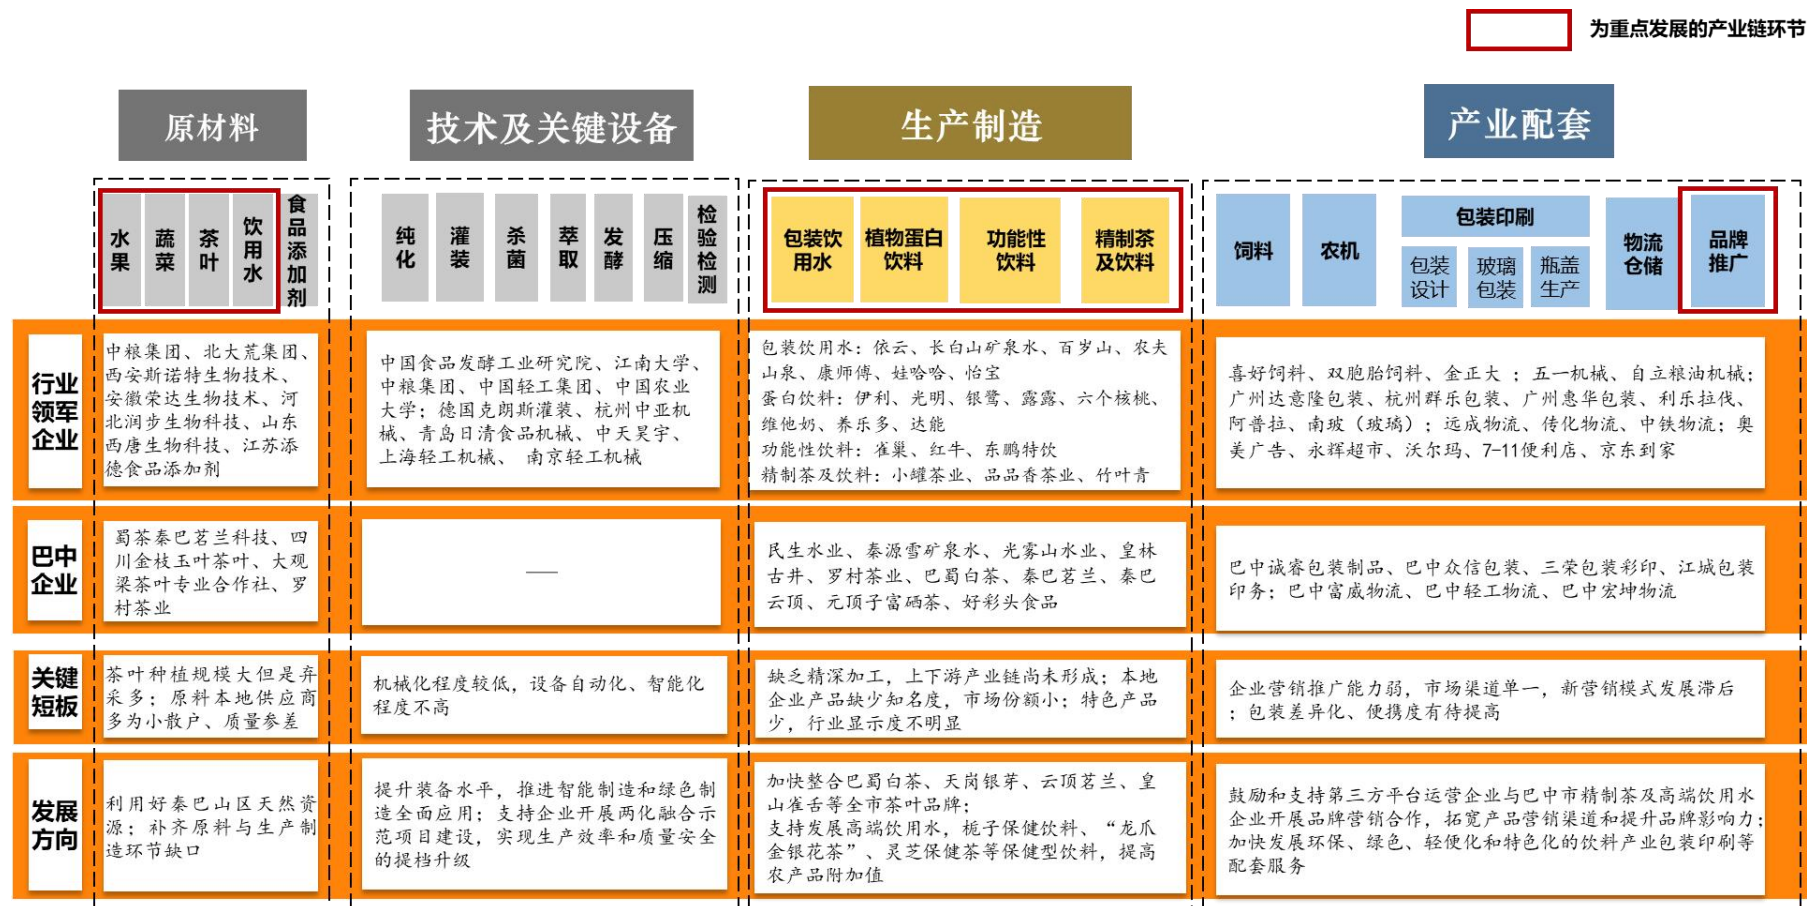 为重点发展的产业链环节
原材料
技术及关键设备
生产制造
产业配套
水果
蔬菜
茶叶
饮用水
食品添加剂
纯化
灌装
杀菌
萃取
发酵
压缩
检验检测
包装饮
用水
植物蛋白
饮料
功能性
饮料
精制茶
及饮料
饲料
农机
包装印刷
包装
设计
玻璃
包装
瓶盖
生产
物流
仓储
品牌
推广
行业
领军
企业
中粮集团、北大荒集团、
西安斯诺特生物技术、
安徽荣达生物技术、河
北润步生物科技、山东
西唐生物科技、江苏添
德食品添加剂
中国食品发酵工业研究院、江南大学、
中粮集团、中国轻工集团、中国农业
大学；德国克朗斯灌装、杭州中亚机
械、青岛日清食品机械、中天昊宇、
上海轻工机械、 南京轻工机械
包装饮用水：依云、长白山矿泉水、百岁山、农夫
山泉、康师傅、娃哈哈、怡宝
蛋白饮料：伊利、光明、银鹭、露露、六个核桃、
维他奶、养乐多、达能
功能性饮料：雀巢、红牛、东鹏特饮
精制茶及饮料：小罐茶业、品品香茶业、竹叶青
喜好饲料、双胞胎饲料、金正大 ；五一机械、自立粮油机械；
广州达意隆包装、杭州群乐包装、广州惠华包装、利乐拉伐、
阿普拉、南玻（玻璃）；远成物流、传化物流、中铁物流；奥
美广告、永辉超市、沃尔玛、7-11便利店、京东到家
巴中
企业
蜀茶秦巴茗兰科技、四
川金枝玉叶茶叶、大观
梁茶叶专业合作社、罗
村茶业
——
民生水业、秦源雪矿泉水、光雾山水业、皇林
古井、罗村茶业、巴蜀白茶、秦巴茗兰、秦巴
云顶、元顶子富硒茶、好彩头食品
巴中诚睿包装制品、巴中众信包装、三荣包装彩印、江城包装
印务；巴中富威物流、巴中轻工物流、巴中宏坤物流
关键
短板
茶叶种植规模大但是弃
采多；原料本地供应商
多为小散户、质量参差
机械化程度较低，设备自动化、智能化
程度不高
缺乏精深加工，上下游产业链尚未形成；本地
企业产品缺少知名度，市场份额小；特色产品
少，行业显示度不明显
企业营销推广能力弱，市场渠道单一，新营销模式发展滞后
；包装差异化、便携度有待提高
发展
方向
利用好秦巴山区天然资
源；补齐原料与生产制
造环节缺口
提升装备水平，推进智能制造和绿色制
造全面应用；支持企业开展两化融合示
范项目建设，实现生产效率和质量安全
的提档升级
加快整合巴蜀白茶、天岗银芽、云顶茗兰、皇
山雀舌等全市茶叶品牌；
支持发展高端饮用水，栀子保健饮料、“龙爪
金银花茶”、灵芝保健茶等保健型饮料，提高
农产品附加值
鼓励和支持第三方平台运营企业与巴中市精制茶及高端饮用水
企业开展品牌营销合作，拓宽产品营销渠道和提升品牌影响力；
加快发展环保、绿色、轻便化和特色化的饮料产业包装印刷等
配套服务